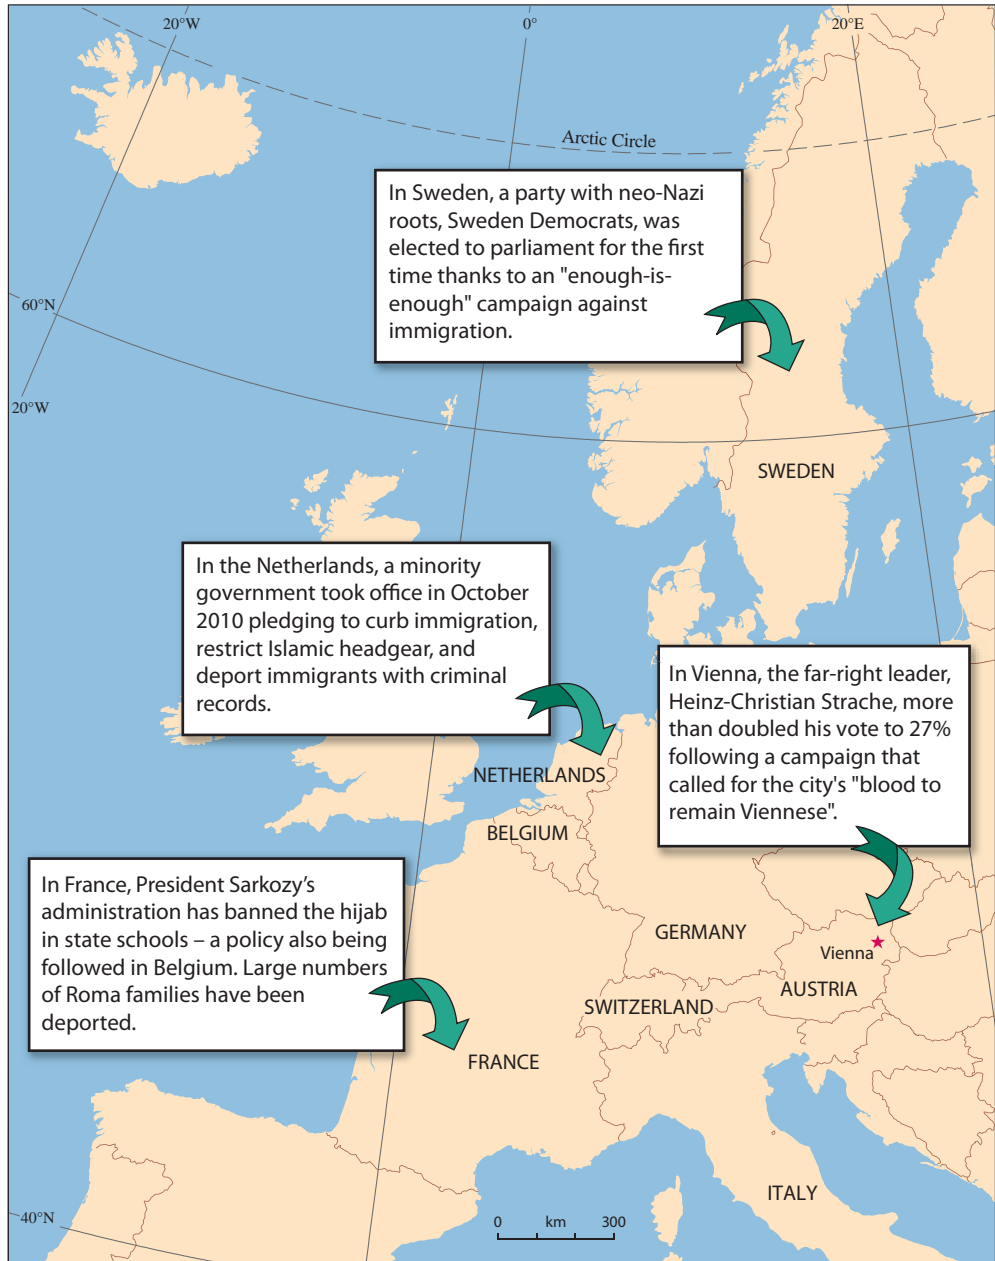 20°W
0°
20°E
Arctic Circle
In Sweden, a party with neo-Nazi
roots, Sweden Democrats, was
elected to parliament for the first
time thanks to an "enough-is-
enough" campaign against
immigration.
60°N
20°W
SWEDEN
In the Netherlands, a minority
government took office in October
2010 pledging to curb immigration,
restrict Islamic headgear, and
deport immigrants with criminal
records.
In Vienna, the far-right leader,
Heinz-Christian Strache, more
than doubled his vote to 27%
following a campaign that
called for the city's "blood to
remain Viennese".
NETHERLANDS
BELGIUM
In France, President Sarkozy’s
administration has banned the hijab
in state schools – a policy also being
followed in Belgium. Large numbers
of Roma families have been
deported.
GERMANY
Vienna
AUSTRIA
SWITZERLAND
FRANCE
ITALY
40°N
0 km 300